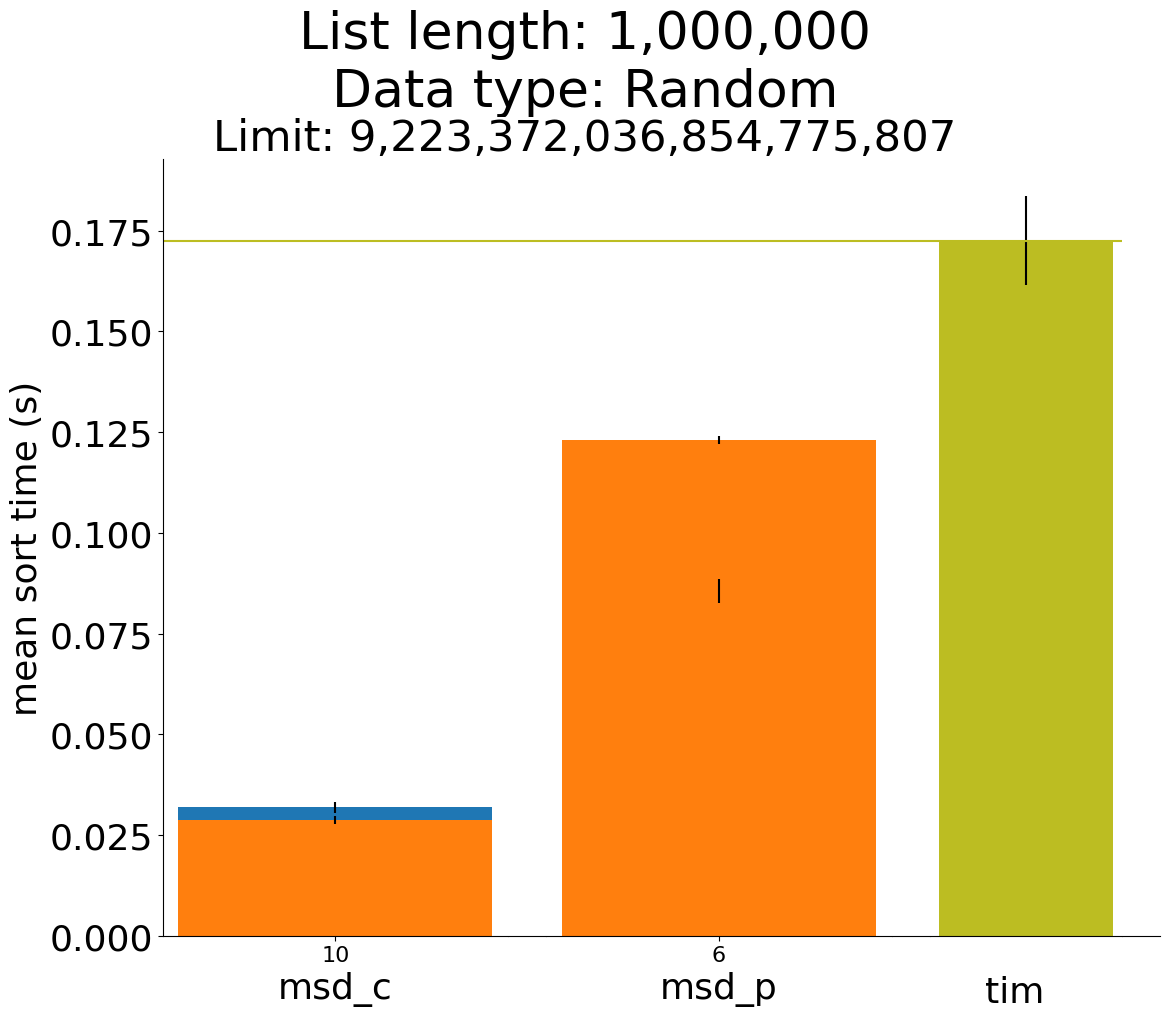 List length: 1,000,000
Data type: Random
Limit: 9,223,372,036,854,775,807
mean sort time (s)
0.175
0.150
0.125
0.100
0.075
0.050
0.025
0.000
10 6
msd_c msd_p tim